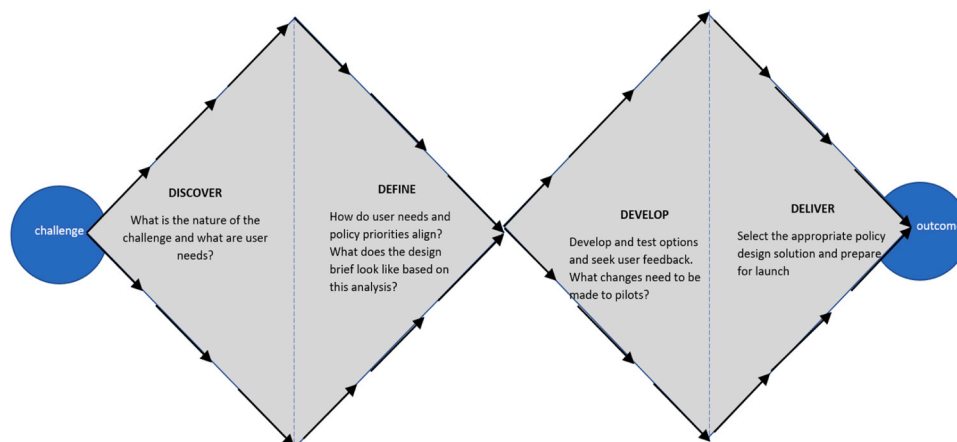 challenge
DISCOVER
What is the nature of the
challenge and what are user
needs?
DEFINE
How do user needs and
policy priorities align?
What does the design
brief look like based on
this analysis?
DEVELOP
Develop and test options
and seek user feedback.
What changes need to be
made to pilots?
DELIVER
Select the appropriate policy
design solution and prepare
for launch
outcom